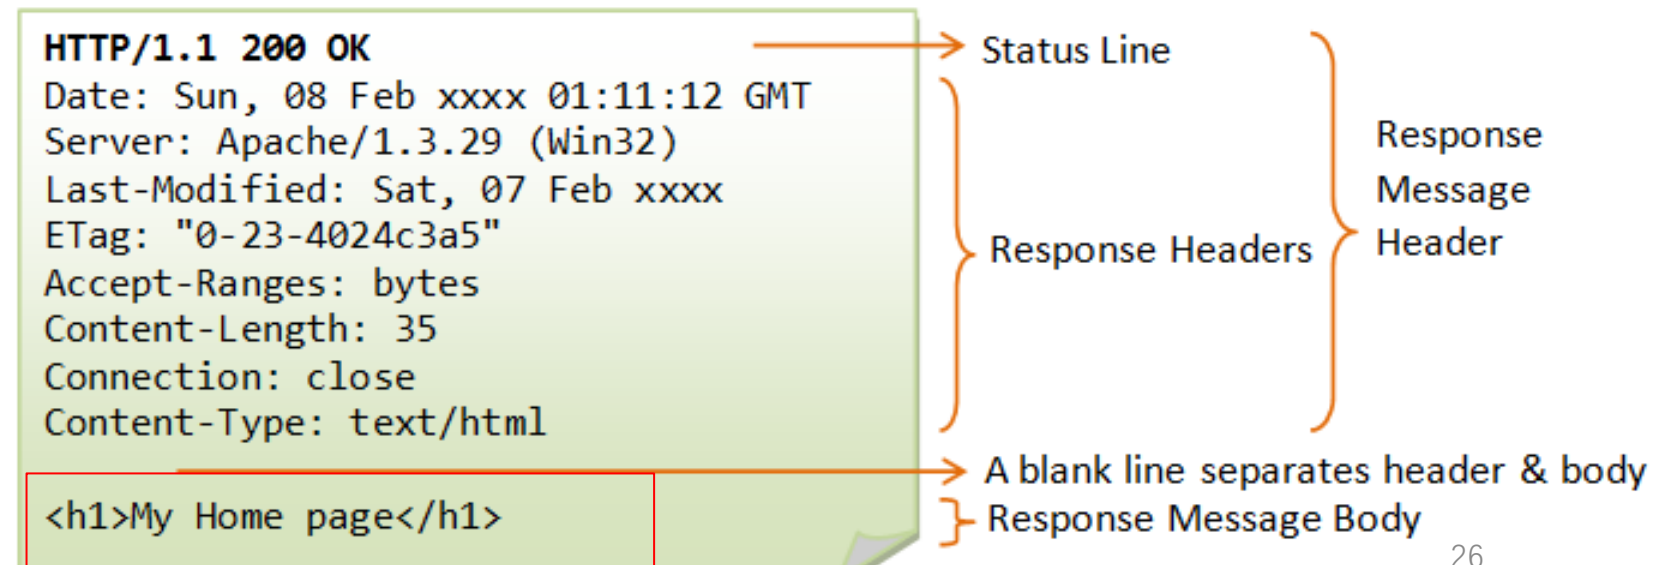 HTTP/1.1 200 OK
Date: Sun, 08 Feb xxxx 01:11:12 GMT
Server: Apache/1.3.29 (Win32)
Last-Modified: Sat, 07 Feb xxxx
ETag: "0-23-4024c3a5"
Accept-Ranges: bytes
Content-Length: 35
Connection: close
Content-Type: text/html
<h1>My Home page</h1>
Status Line
Response Headers
Response
Message
Header
A blank line separates header & body
Response Message Body
26